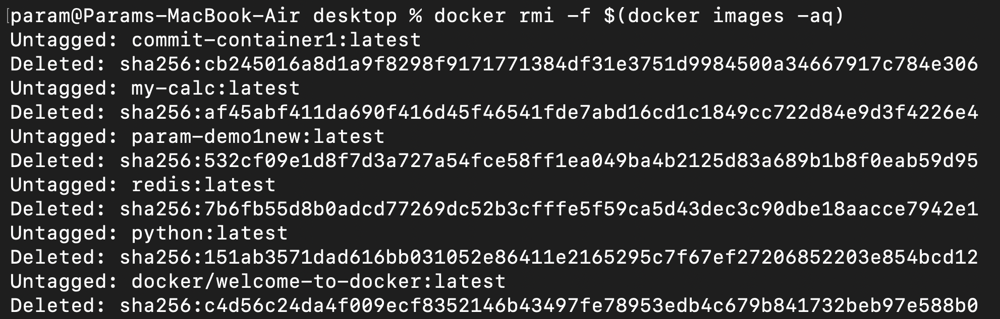 param@Params-MacBook-Air desktop % docker rmi -f $(docker images -aq)
Untagged: commit-container1:latest
Deleted: sha256:cb245016a8d1a9f8298f9171771384df31e3751d9984500a34667917c784e306
Untagged: my-calc:latest
Deleted: sha256:af45abf411da690f416d45f46541fde7abd16cd1c1849cc722d84e9d3f4226e4
Untagged: param-demo1new:latest
Deleted: sha256:532cf09e1d8f7d3a727a54fce58ff1ea049ba4b2125d83a689b1b8f0eab59d95
Untagged: redis:latest
Deleted: sha256:7b6fb55d8b0adcd77269dc52b3cfffe5f59ca5d43dec3c90dbe18aacce7942e1
Untagged: python:latest
Deleted: sha256:151ab3571dad616bb031052e86411e2165295c7f67ef27206852203e854bcd12
Untagged: docker/welcome-to-docker:latest
Deleted: sha256:c4d56c24da4f009ecf8352146b43497fe78953edb4c679b841732beb97e588b0